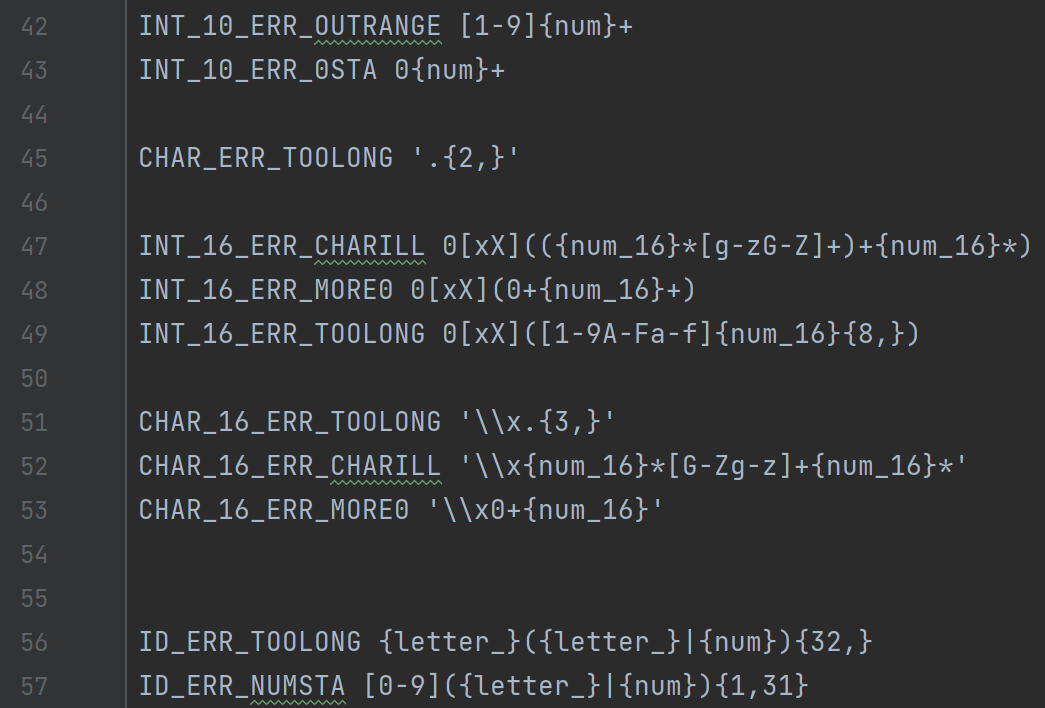 42 INT_10_ERR_OUTRANGE [1-9]{num}+
43 INT_10_ERR_0STA 0{num}+
44
45 CHAR_ERR_TOOLONG '.{2,}'
46
47 INT_16_ERR_CHARILL 0[xX](({num_16}*[g-zG-Z]+)+{num_16}*)
48 INT_16_ERR_MORE0 0[xX](0+{num_16}+)
49 INT_16_ERR_TOOLONG 0[xX]([1-9A-Fa-f]{num_16}{8,})
50
51 CHAR_16_ERR_TOOLONG '\\x.{3,}'
52 CHAR_16_ERR_CHARILL '\\x{num_16}*[G-Zg-z]+{num_16}*'
53 CHAR_16_ERR_MORE0 '\\x0+{num_16}'
54
55
56 ID_ERR_TOOLONG {letter_}({letter_}|{num}){32,}
57 ID_ERR_NUMSTA [0-9]({letter_}|{num}){1,31}